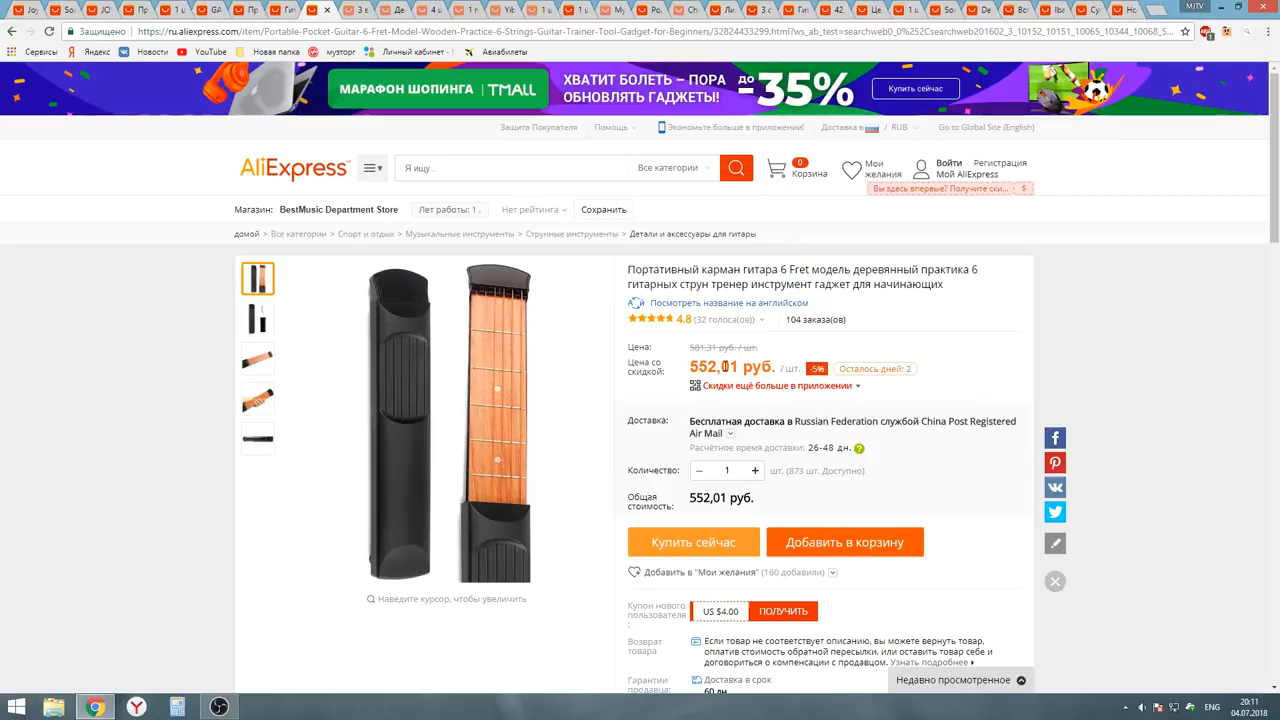 MJTV
Защищено
https://ru.aliexpress.com/item/Portable-Pocket-Guitar-6-Fret-Model-Wooden-Practice-6-Strings-Guitar-Trainer-Tool-Gadget-for-Beginners/32824433299.html?ws_ab_test=searchweb0_0%252Csearchweb201602_3_10152_10151_10065_10344_10068_5...
Сервисы Яндекс Новости YouTube Новая папка музторг Личный кабинет - Авиабилеты
МАРАФОН ШОПИНГА | TMALL
ХВАТИТ БОЛЕТЬ – ПОРА
ОБНОВЛЯТЬ ГАДЖЕТЫ!
до -35%
Купить сейчас
Защита Покупателя Помощь Экономьте больше в приложении! Доставка в / RUB Go to Global Site (English)
AliExpress™
Я ищу...
Все категории
0
Корзина
Мои
желания
Войти Регистрация
Мой AliExpress
Вы здесь впервые? Получите ски... $
Магазин: BestMusic Department Store Лет работы: 1 . Нет рейтинга Сохранить
домой > Все категории > Спорт и отдых > Музыкальные инструменты > Струнные инструменты > Детали и аксессуары для гитары
Портативный карман гитара 6 Fret модель деревянный практика 6
гитарных струн тренер инструмент гаджет для начинающих
Посмотреть название на английском
4.8 (32 голоса(ов)) 104 заказа(ов)
Цена: 581,31 руб. / шт.
Цена со
скидкой:
552,01 руб. / шт. -5% Осталось дней: 2
Скидки ещё больше в приложении
Доставка: Бесплатная доставка в Russian Federation службой China Post Registered
Air Mail
Расчётное время доставки: 26-48 дн. ?
Количество: – 1 + шт. (873 шт. Доступно)
Общая
стоимость:
552,01 руб.
Купить сейчас Добавить в корзину
Добавить в "Мои желания" (160 добавили)
Наведите курсор, чтобы увеличить
Купон нового
пользователя
:
US $4.00 ПОЛУЧИТЬ
Возврат
товара
Если товар не соответствует описанию, вы можете вернуть товар,
оплатив стоимость обратной пересылки, или оставить товар себе и
договориться о компенсации с продавцом. Узнать подробнее
Гарантии
продавца:
Доставка в срок
60 дн.
Недавно просмотренное
ENG
20:11
04.07.2018